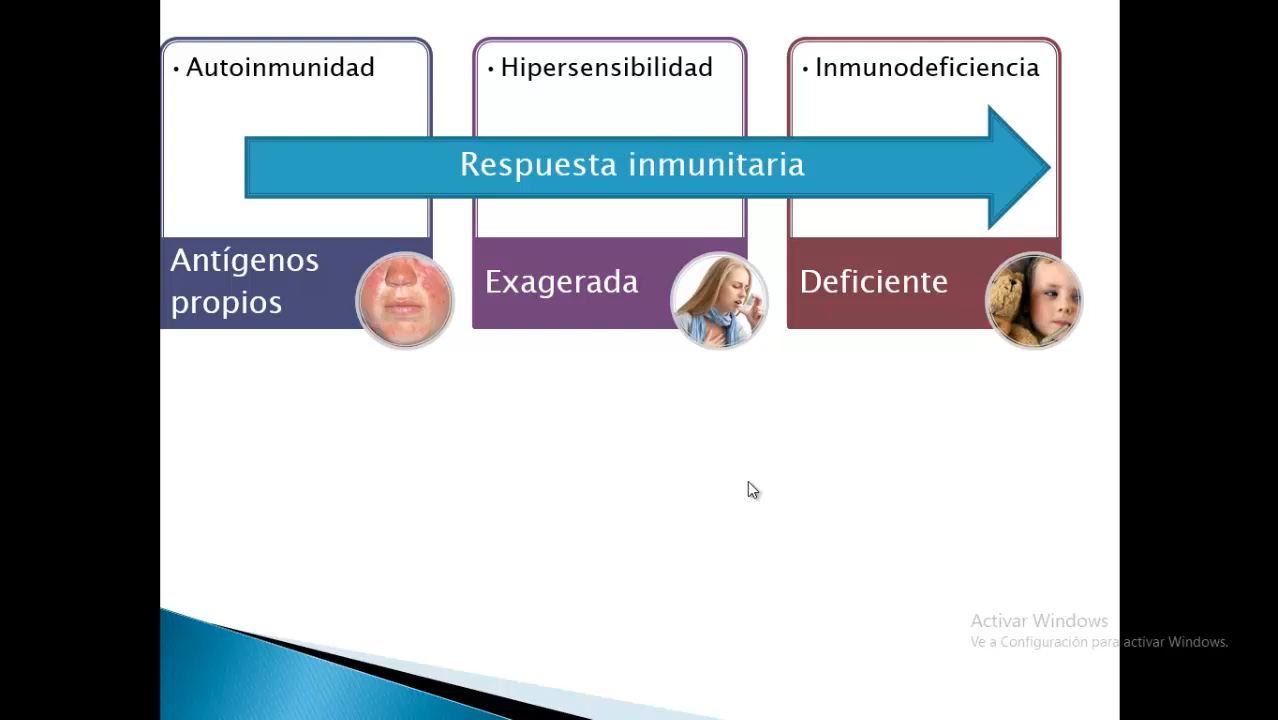 • Autoinmunidad
• Hipersensibilidad
• Inmunodeficiencia
Respuesta inmunitaria
Antígenos
propios
Exagerada
Deficiente
Activar Windows
Ve a Configuración para activar Windows.